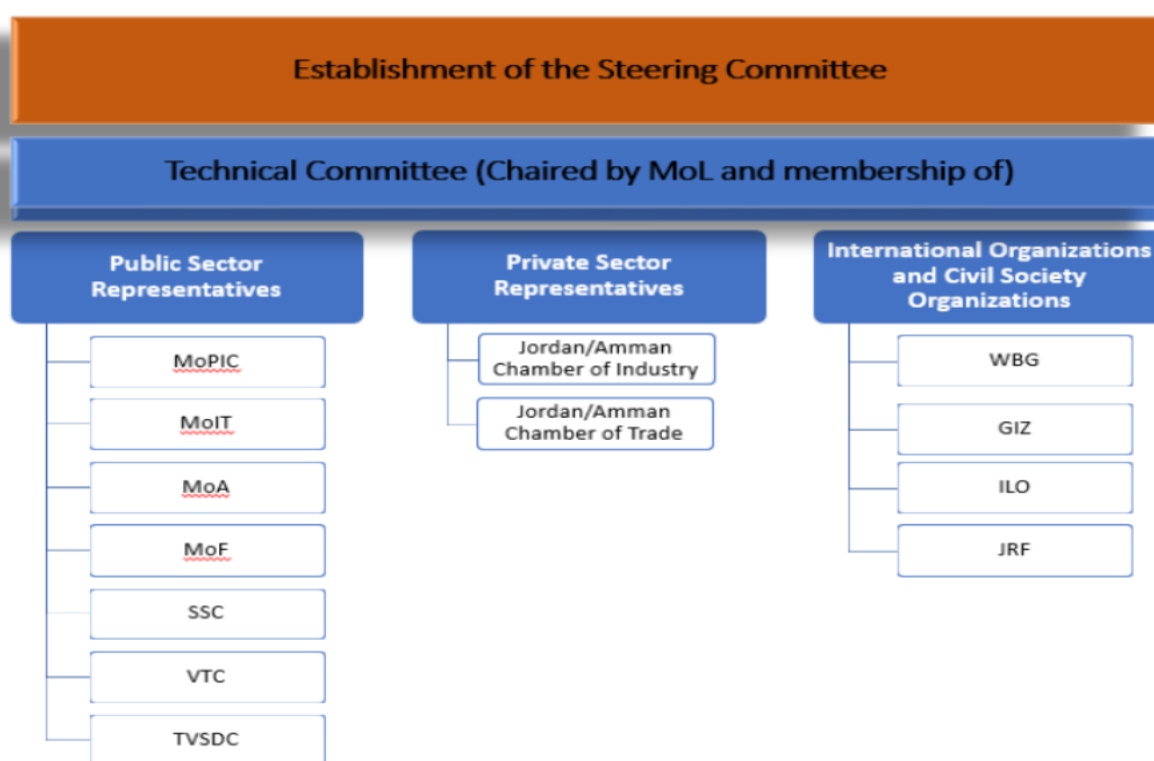 Establishment of the Steering Committee
Technical Committee (Chaired by MoL and membership of)
Public Sector
Representatives
MoPIC
MoIT
MoA
MoF
SSC
VTC
TVSDC
Private Sector
Representatives
Jordan/Amman
Chamber of Industry
Jordan/Amman
Chamber of Trade
International Organizations
and Civil Society
Organizations
WBG
GIZ
ILO
JRF